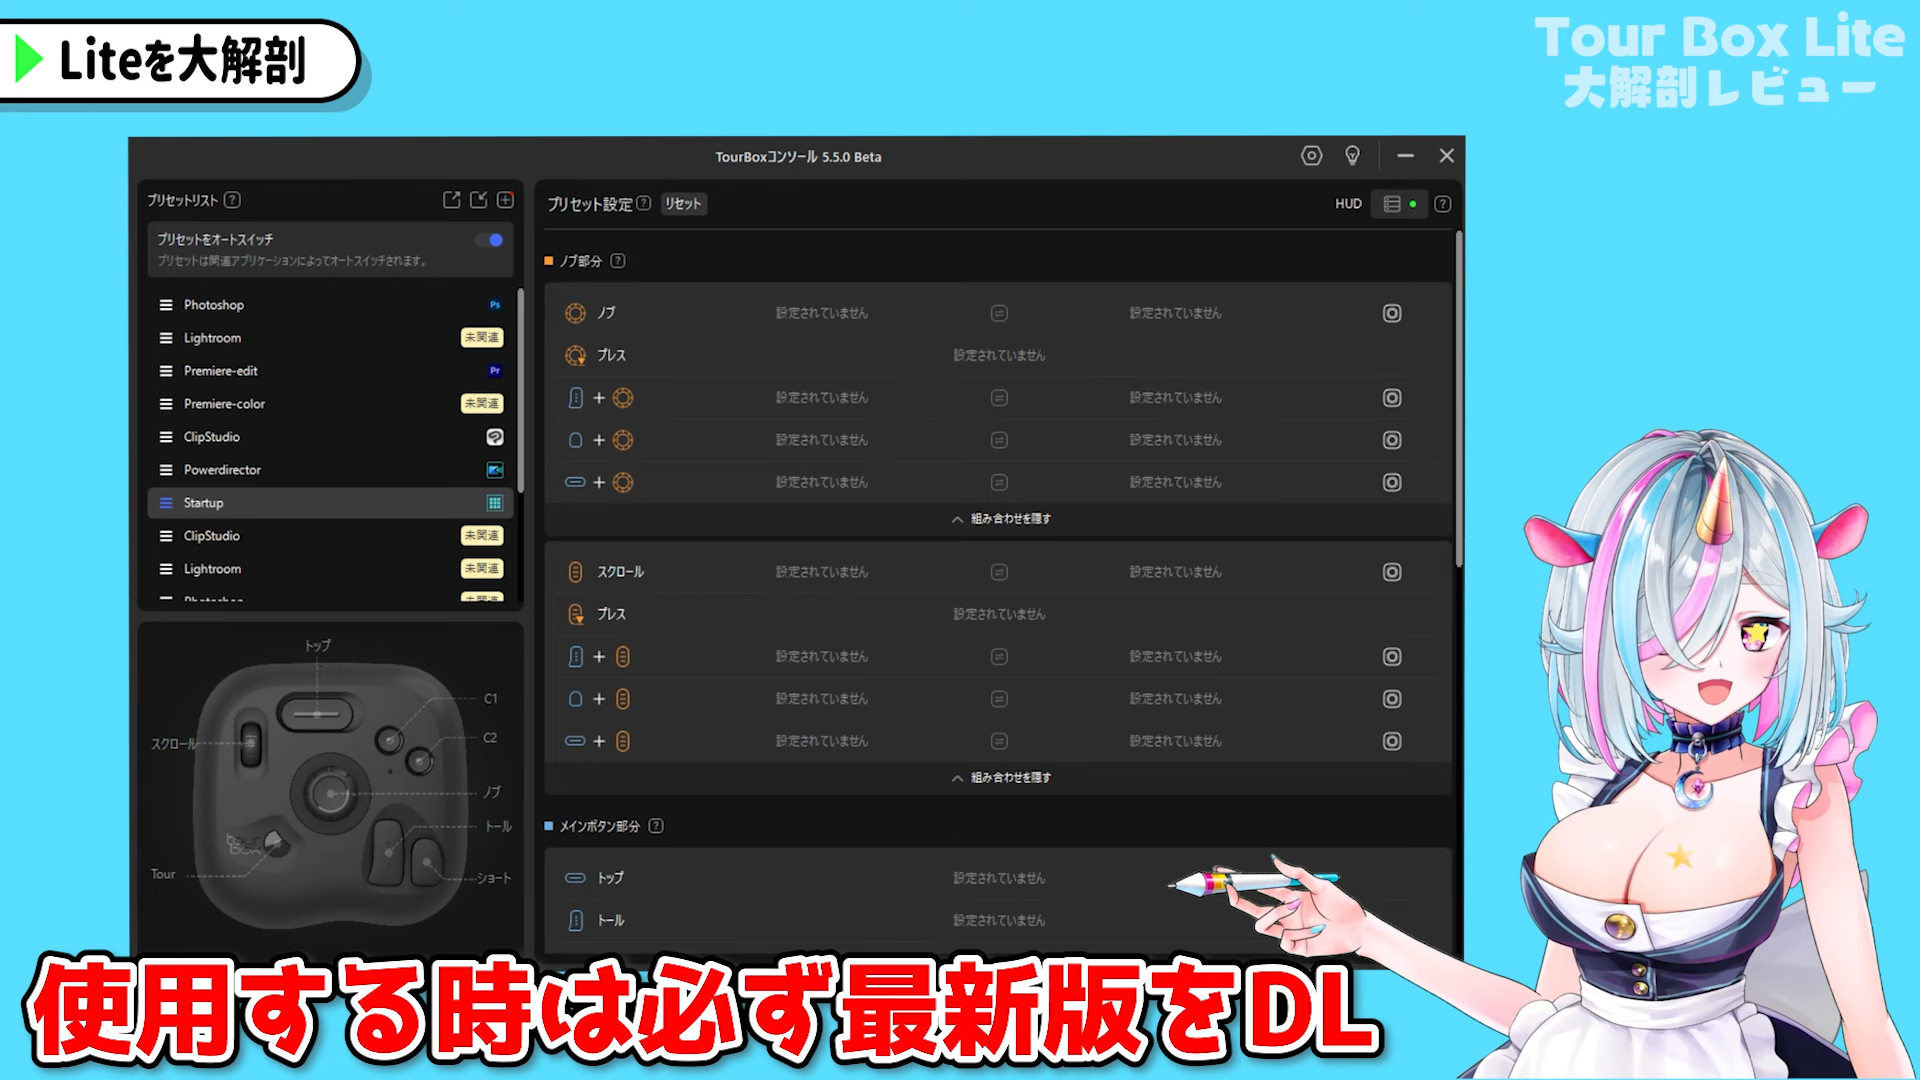 Liteを大解剖
Tour Box Lite
大解剖レビュー
TourBoxコンソール 5.5.0 Beta
プリセットリスト ?
プリセットをオートスイッチ
プリセットは関連アプリケーションによってオートスイッチされます。
Photoshop Ps
Lightroom 未関連
Premiere-edit Pr
Premiere-color 未関連
ClipStudio
Powerdirector
Startup
ClipStudio 未関連
Lightroom 未関連
Photoshop 未関連
トップ
C1
スクロール
C2
ノブ
トール
Tour
ショート
プリセット設定 ? リセット
HUD ?
ノブ部分 ?
ノブ 設定されていません 設定されていません
プレス 設定されていません
+ 設定されていません 設定されていません
+ 設定されていません 設定されていません
+ 設定されていません 設定されていません
組み合わせを隠す
スクロール 設定されていません 設定されていません
プレス 設定されていません
+ 設定されていません 設定されていません
+ 設定されていません 設定されていません
+ 設定されていません 設定されていません
組み合わせを隠す
メインボタン部分 ?
トップ 設定されていません
トール 設定されていません
使用する時は必ず最新版をDL